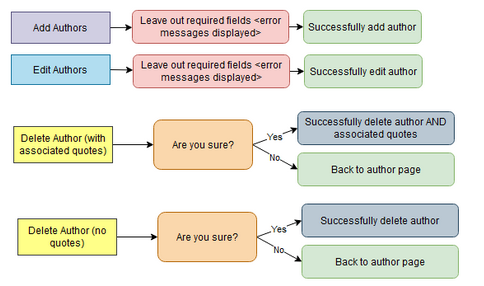 Add Authors
Leave out required fields <error
messages displayed>
Successfully add author
Edit Authors
Leave out required fields <error
messages displayed>
Successfully edit author
Delete Author (with
associated quotes)
Are you sure?
Yes
Successfully delete author AND
associated quotes
No
Back to author page
Delete Author (no
quotes)
Are you sure?
Yes
Successfully delete author
No
Back to author page